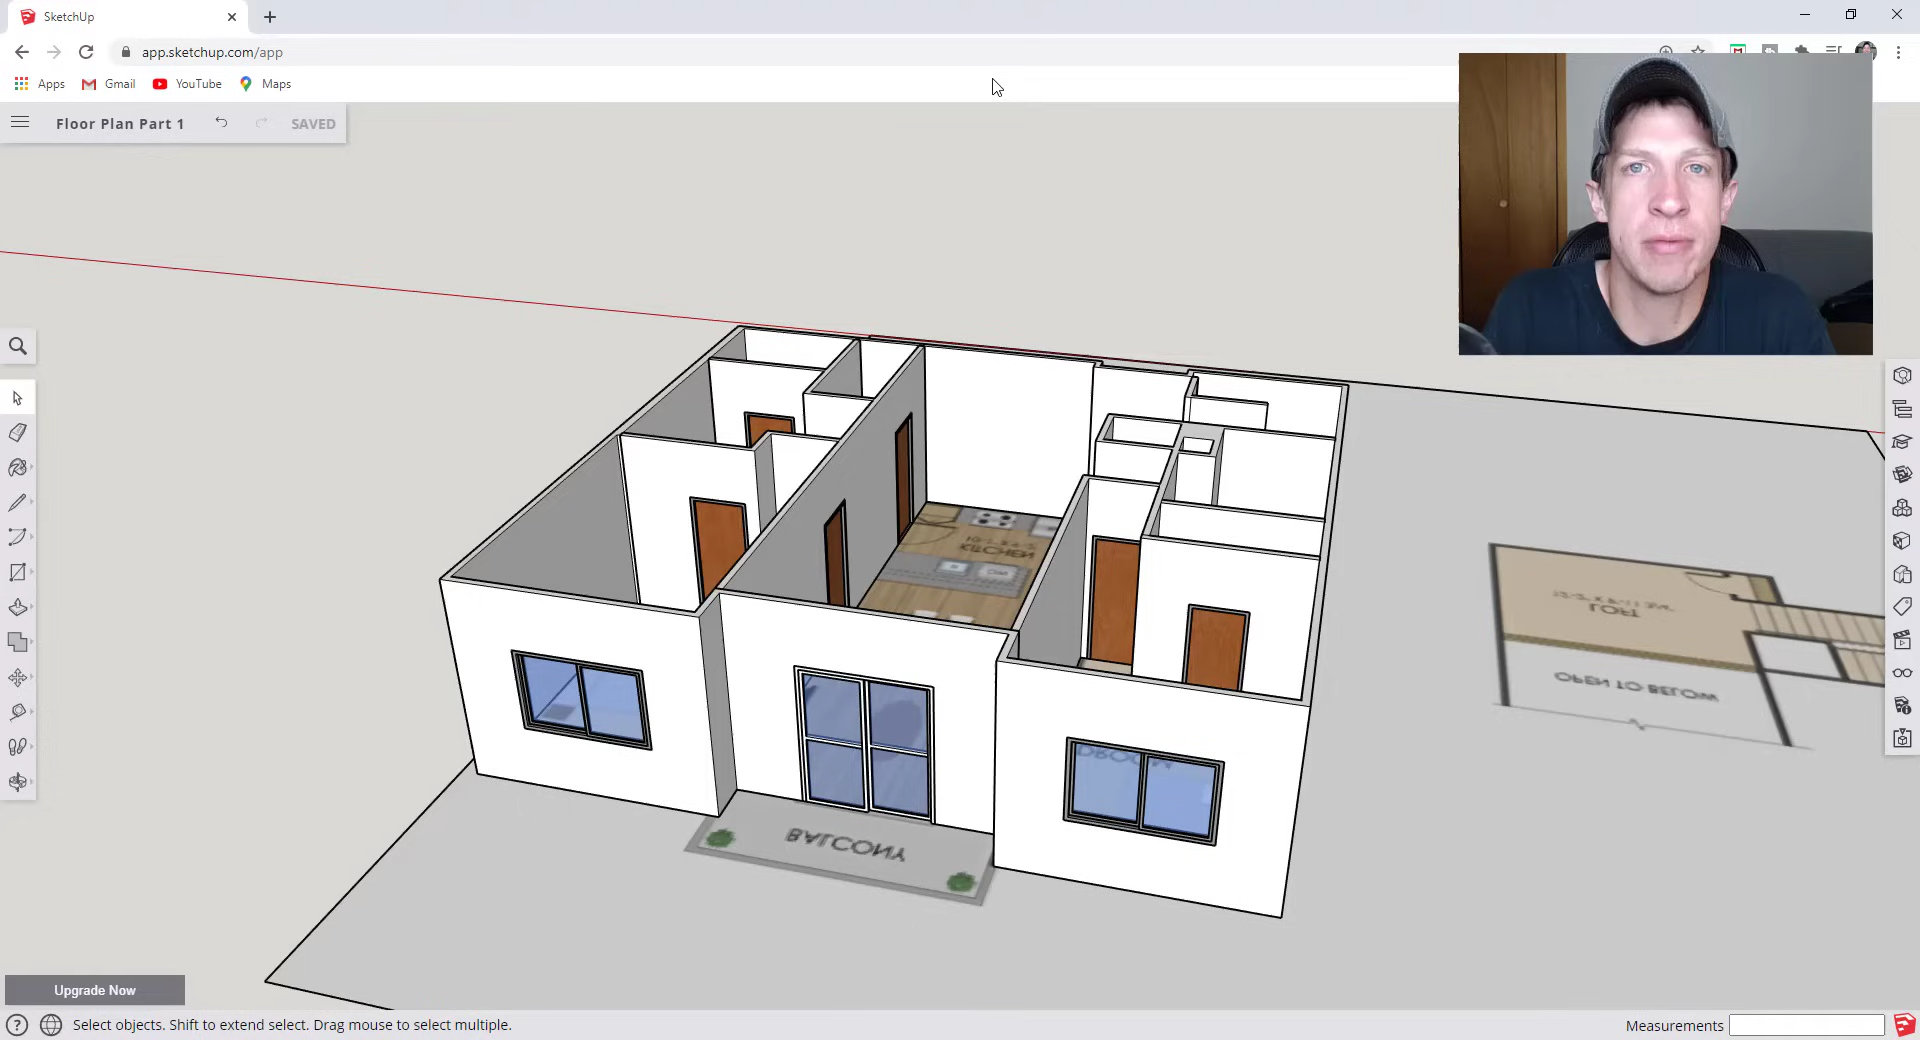 SketchUp
app.sketchup.com/app
Apps
Gmail
YouTube
Maps
Floor Plan Part 1
SAVED
KITCHEN
LOFT
OPEN TO BELOW
DROOM
BALCONY
Upgrade Now
Select objects. Shift to extend select. Drag mouse to select multiple.
Measurements